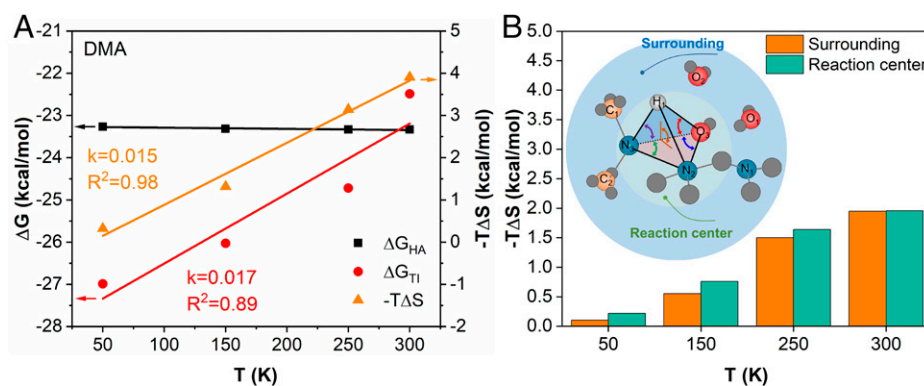 A
DMA
ΔG (kcal/mol)
-21
-22
-23
-24
-25
-26
-27
-28
k=0.015
R²=0.98
k=0.017
R²=0.89
ΔG_HA
ΔG_TI
-TΔS
5
4
3
2
1
0
-1
-2
-TΔS (kcal/mol)
50 100 150 200 250 300
T (K)
B
-TΔS (kcal/mol)
5.0
4.5
4.0
3.5
3.0
2.5
2.0
1.5
1.0
0.5
0.0
Surrounding
Reaction center
Surrounding
O₂
C₁
H₁
N₂
N₁
C₂
Reaction center
50 150 250 300
T (K)